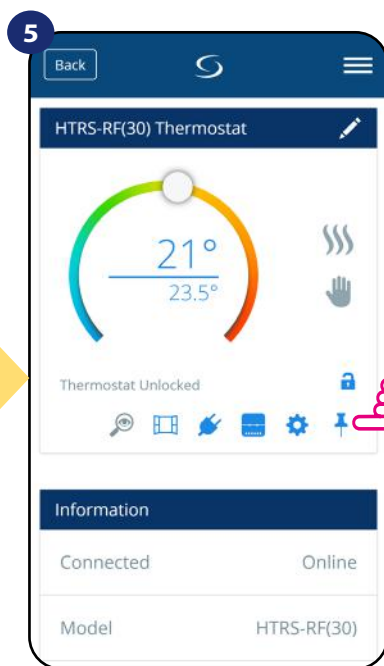 5
Back
HTRS-RF(30) Thermostat
21°
23.5°
Thermostat Unlocked
Information
Connected Online
Model HTRS-RF(30)